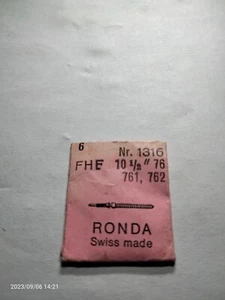 6
Nr. 1316
FHF 10 1/2" 76
761, 762
RONDA
Swiss made
2023/09/06 14:21